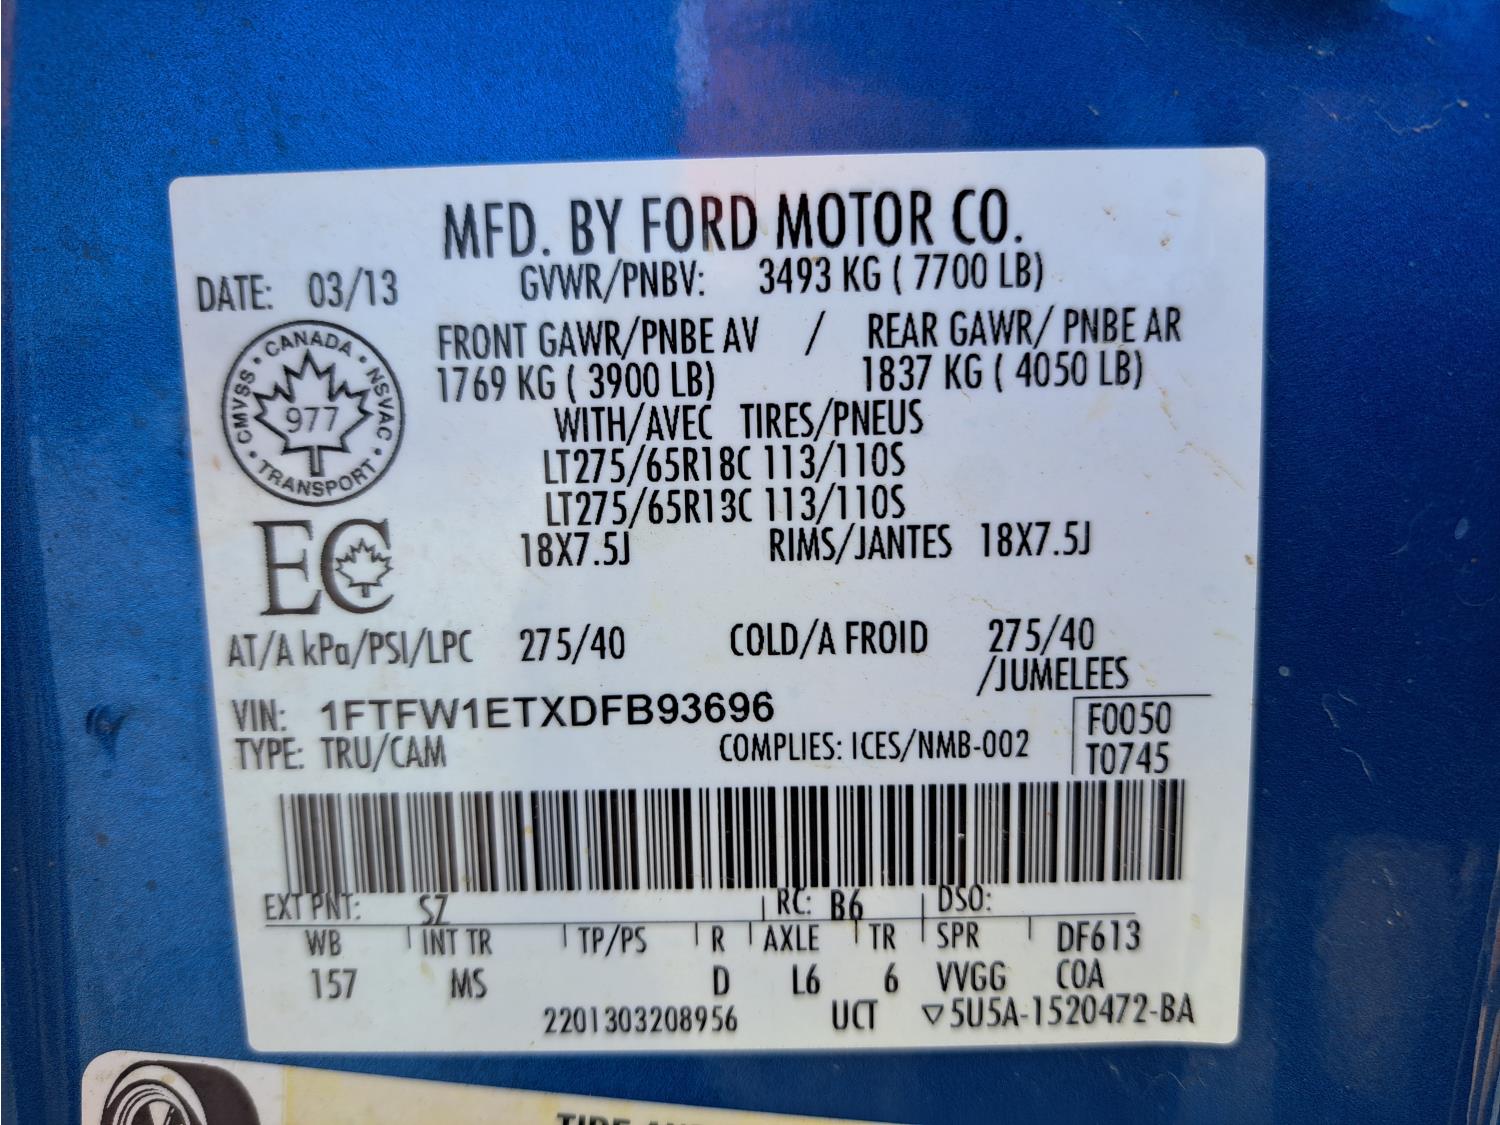 MFD. BY FORD MOTOR CO.
DATE: 03/13
GVWR/PNBV: 3493 KG ( 7700 LB)
FRONT GAWR/PNBE AV / REAR GAWR/ PNBE AR
1769 KG ( 3900 LB) 1837 KG ( 4050 LB)
WITH/AVEC TIRES/PNEUS
LT275/65R18C 113/110S
LT275/65R18C 113/110S
18X7.5J RIMS/JANTES 18X7.5J
CANADA • NSVAC • TRANSPORT • CMVSS •
977
EC
AT/A kPa/PSI/LPC 275/40 COLD/A FROID 275/40
/JUMELEES
VIN: 1FTFW1ETXDFB93696
F0050
TYPE: TRU/CAM COMPLIES: ICES/NMB-002 T0745
EXT PNT: SZ RC: B6 DSO:
WB INT TR TP/PS R AXLE TR SPR DF613
157 MS D L6 6 VVGG COA
2201303208956 UCT ▽5U5A-1520472-BA